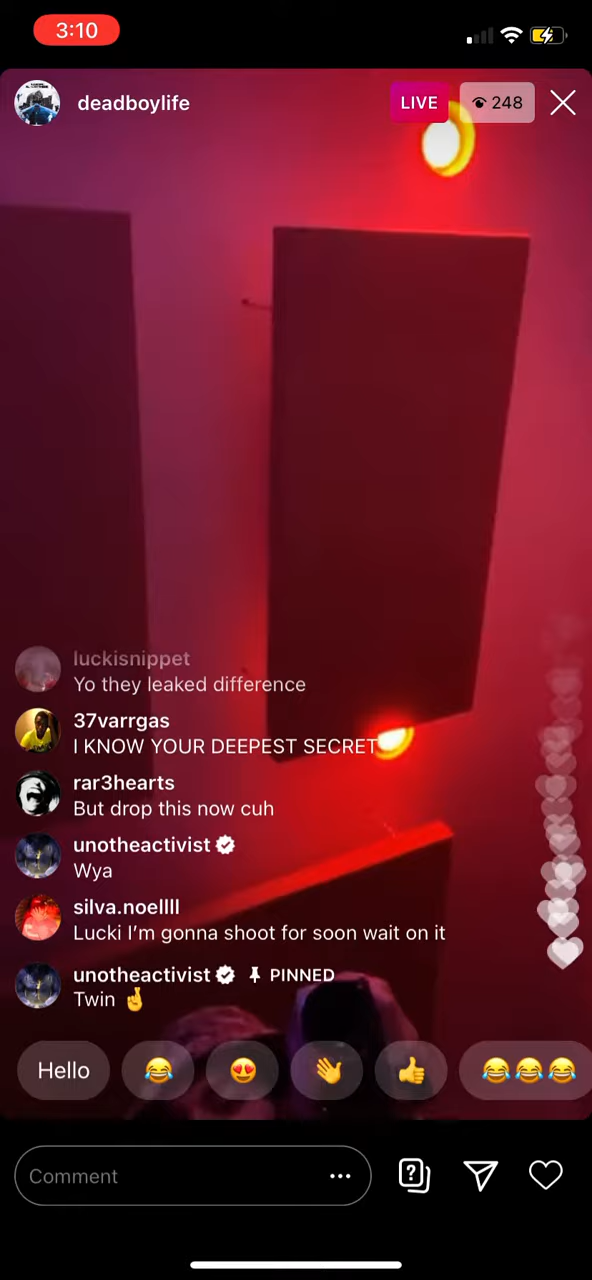 3:10
deadboylife LIVE 248
luckisnippet
Yo they leaked difference
37varrgas
I KNOW YOUR DEEPEST SECRET
rar3hearts
But drop this now cuh
unotheactivist
Wya
silva.noellll
Lucki I’m gonna shoot for soon wait on it
unotheactivist PINNED
Twin 🤞
Hello 😂 😍 👋 👍 😂😂😂
Comment